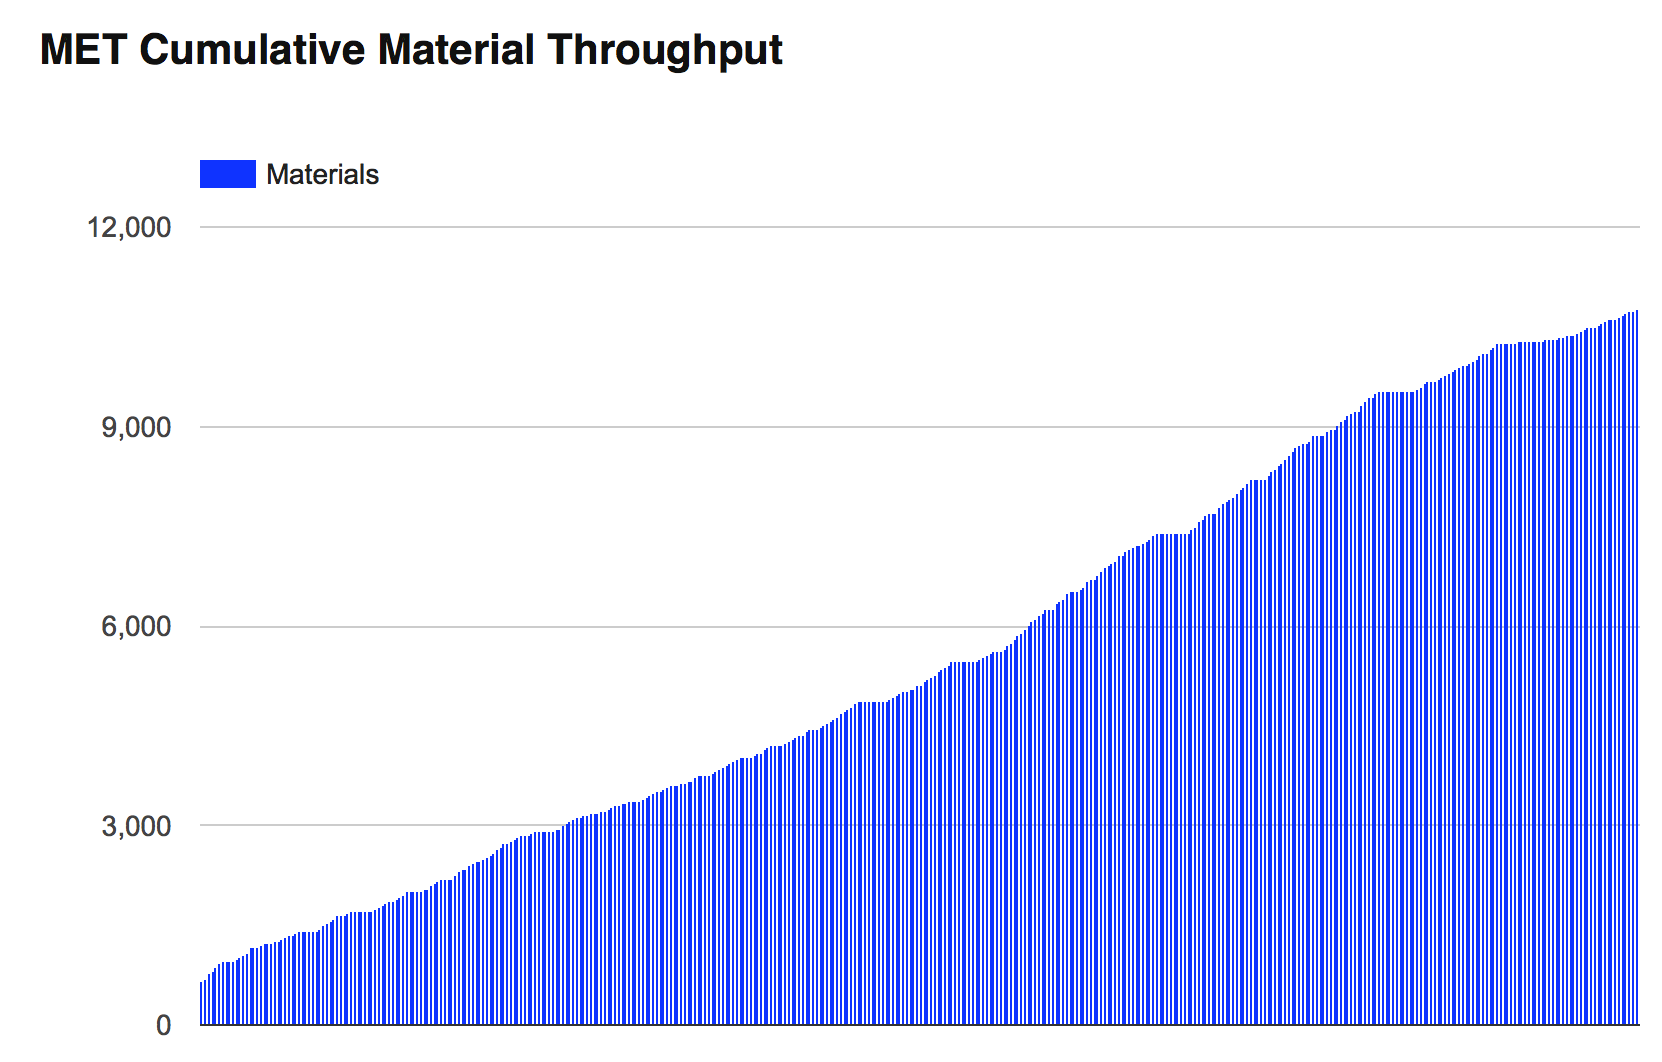 MET Cumulative Material Throughput
Materials
12,000
9,000
6,000
3,000
0